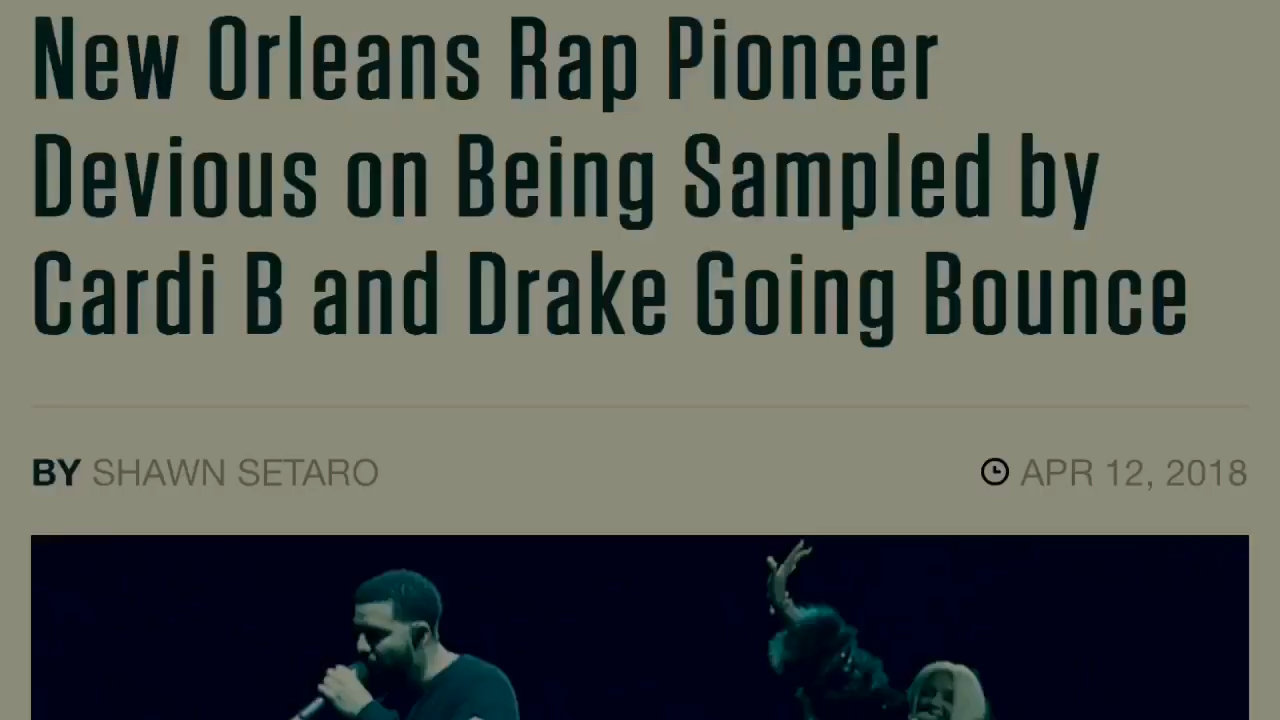 New Orleans Rap Pioneer
Devious on Being Sampled by
Cardi B and Drake Going Bounce
BY SHAWN SETARO
APR 12, 2018